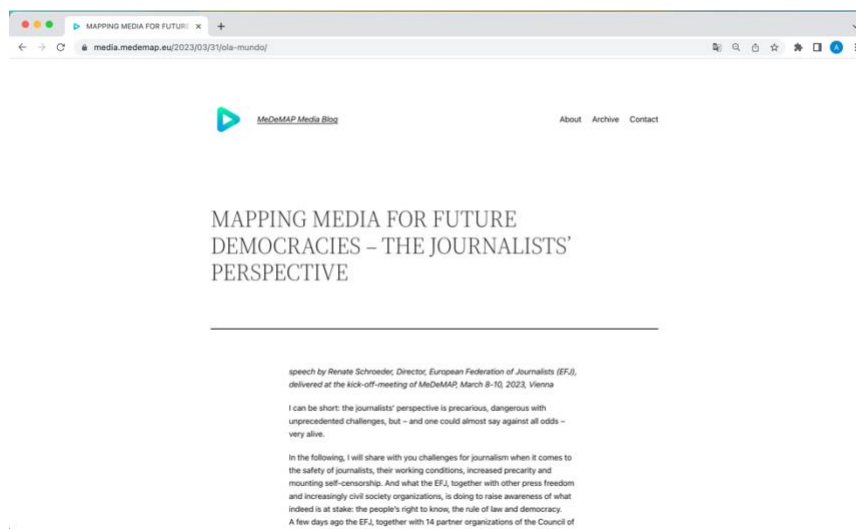 MAPPING MEDIA FOR FUTUR
media.medemap.eu/2023/03/31/ola-mundo/
A
MeDeMAP Media Blog
About Archive Contact
MAPPING MEDIA FOR FUTURE
DEMOCRACIES – THE JOURNALISTS’
PERSPECTIVE
speech by Renate Schroeder, Director, European Federation of Journalists (EFJ),
delivered at the kick-off-meeting of MeDeMAP, March 8-10, 2023, Vienna
I can be short: the journalists’ perspective is precarious, dangerous with
unprecedented challenges, but – and one could almost say against all odds –
very alive.
In the following, I will share with you challenges for journalism when it comes to
the safety of journalists, their working conditions, increased precarity and
mounting self-censorship. And what the EFJ, together with other press freedom
and increasingly civil society organizations, is doing to raise awareness of what
indeed is at stake: the people’s right to know, the rule of law and democracy.
A few days ago the EFJ, together with 14 partner organizations of the Council of